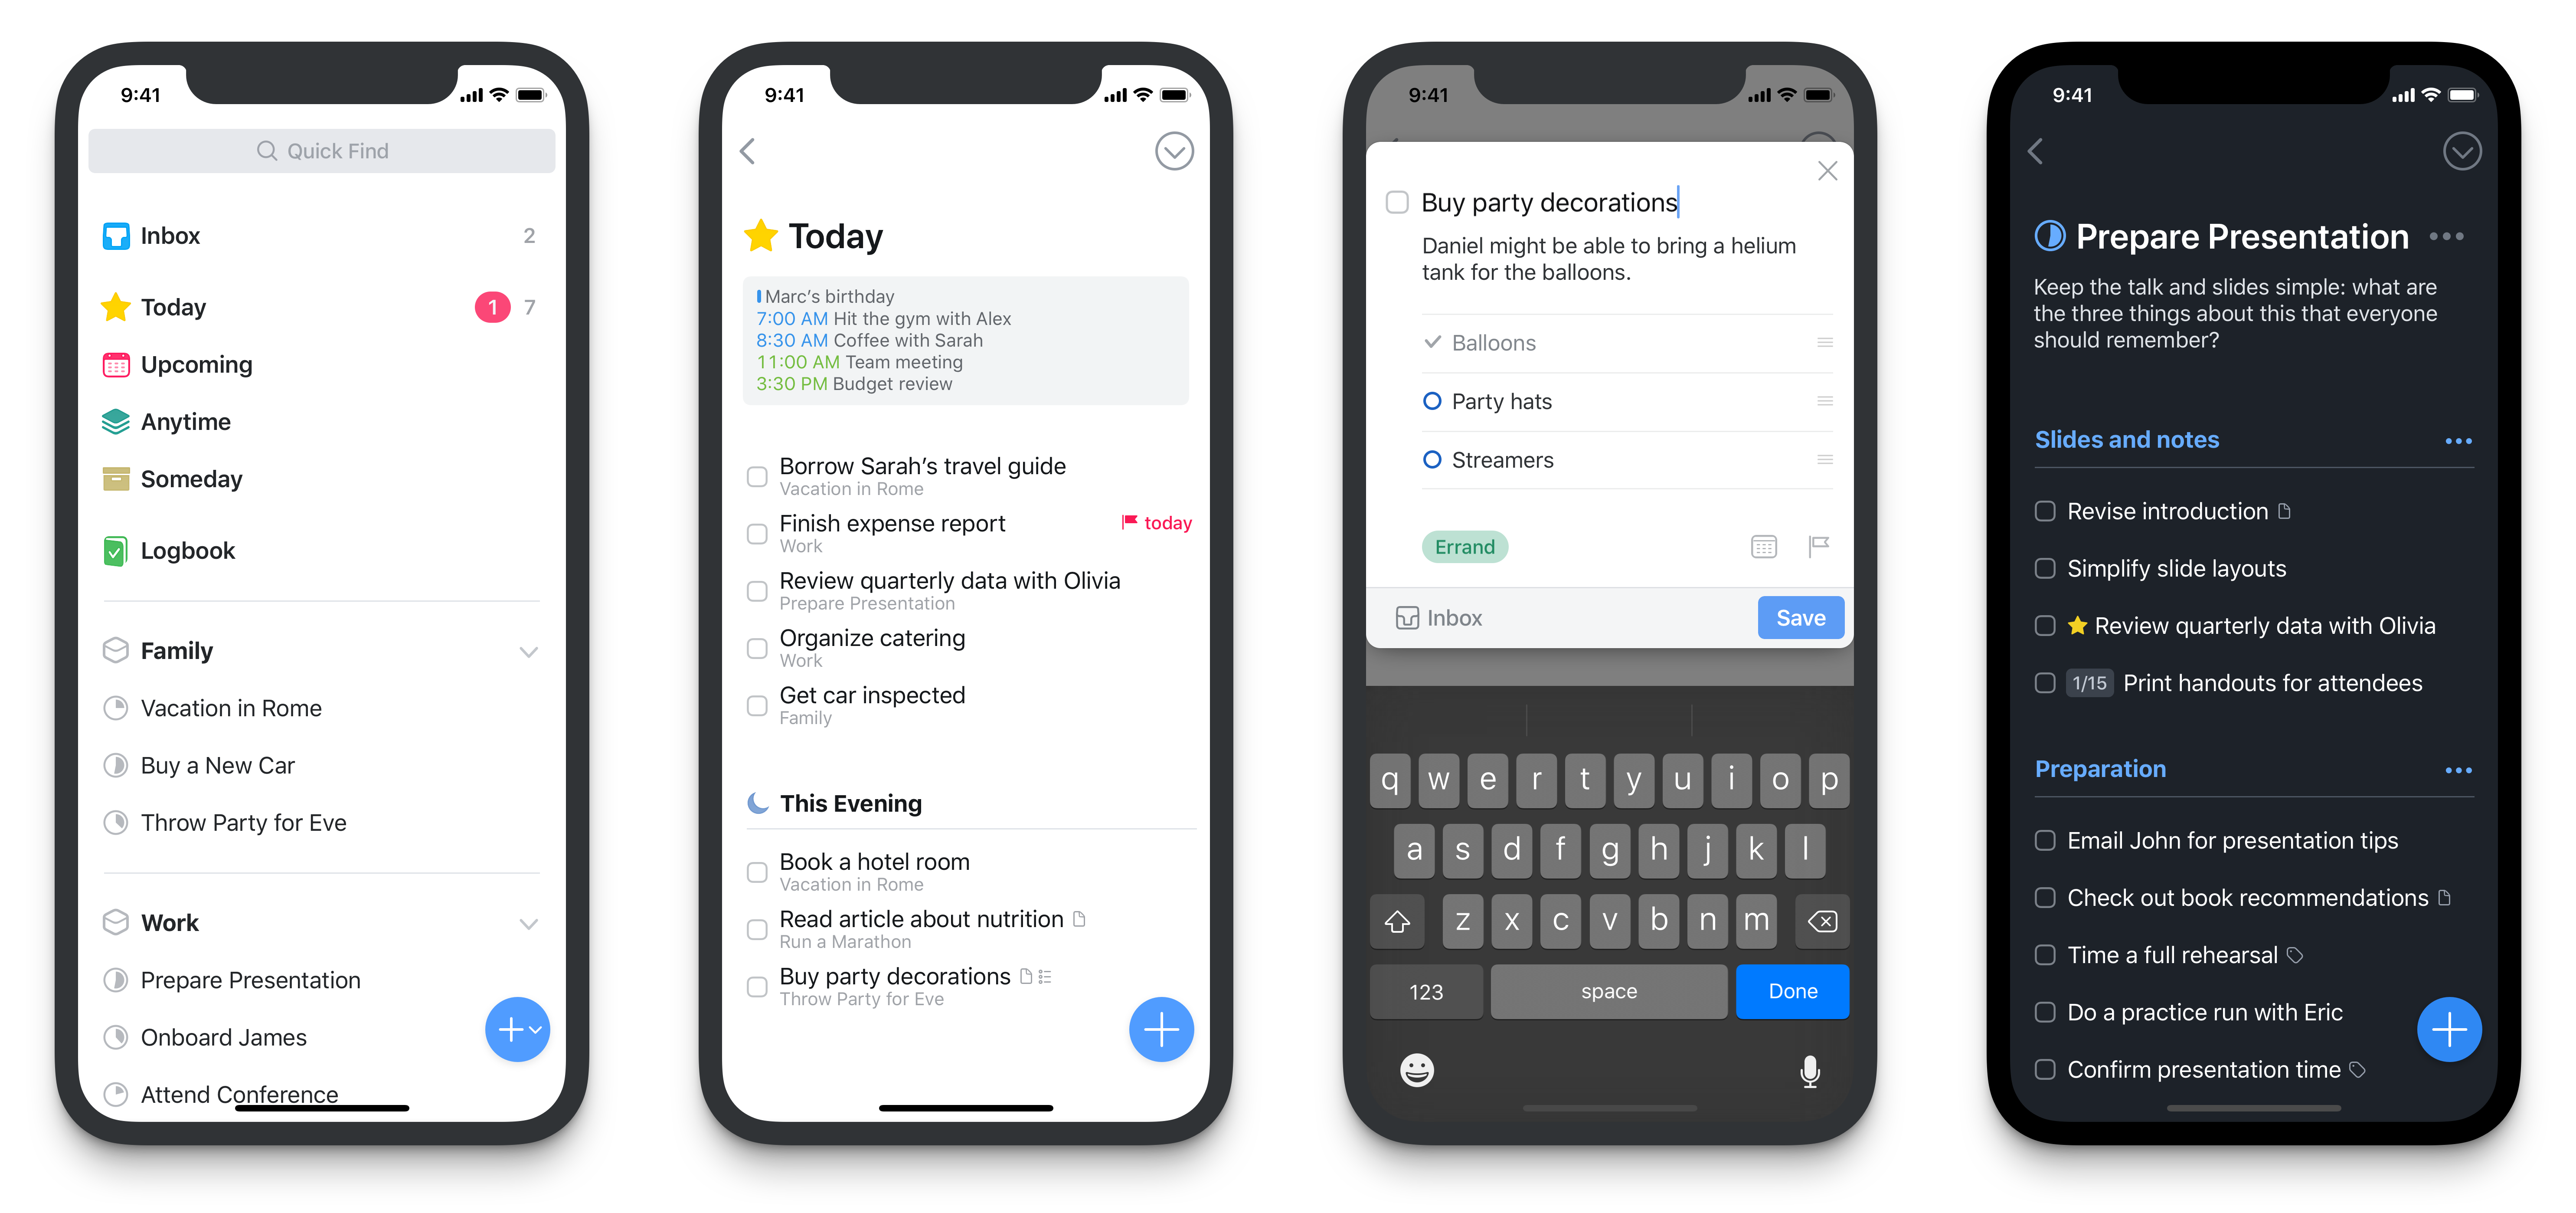 9:41
Quick Find
Inbox 2
Today 1 7
Upcoming
Anytime
Someday
Logbook
Family
Vacation in Rome
Buy a New Car
Throw Party for Eve
Work
Prepare Presentation
Onboard James
Attend Conference
9:41
Today
Marc’s birthday
7:00 AM Hit the gym with Alex
8:30 AM Coffee with Sarah
11:00 AM Team meeting
3:30 PM Budget review
Borrow Sarah’s travel guide
Vacation in Rome
Finish expense report today
Work
Review quarterly data with Olivia
Prepare Presentation
Organize catering
Work
Get car inspected
Family
This Evening
Book a hotel room
Vacation in Rome
Read article about nutrition
Run a Marathon
Buy party decorations
Throw Party for Eve
9:41
Buy party decorations
Daniel might be able to bring a helium
tank for the balloons.
Balloons
Party hats
Streamers
Errand
Inbox Save
q w e r t y u i o p
a s d f g h j k l
z x c v b n m
123 space Done
9:41
Prepare Presentation
Keep the talk and slides simple: what are
the three things about this that everyone
should remember?
Slides and notes
Revise introduction
Simplify slide layouts
Review quarterly data with Olivia
1/15 Print handouts for attendees
Preparation
Email John for presentation tips
Check out book recommendations
Time a full rehearsal
Do a practice run with Eric
Confirm presentation time